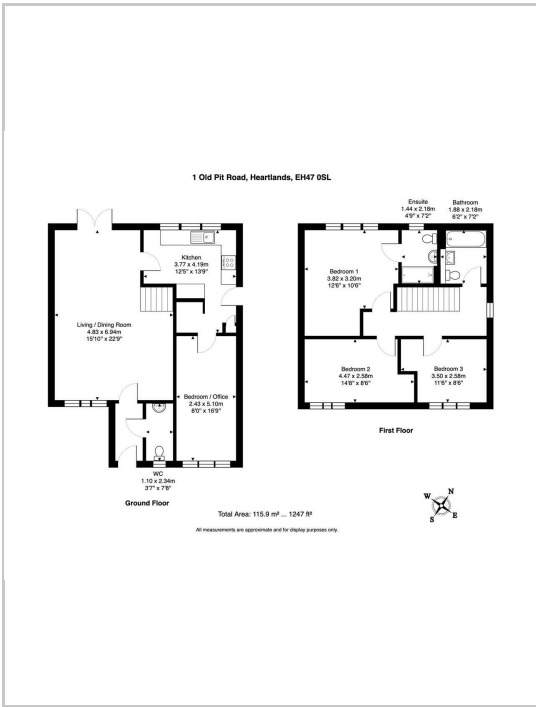 1 Old Pit Road, Heartlands, EH47 0SL
Kitchen
3.77 x 4.19m
12'5" x 13'9"
Living / Dining Room
4.83 x 6.94m
15'10" x 22'9"
Bedroom / Office
2.43 x 5.10m
8'0" x 16'9"
WC
1.10 x 2.34m
3'7" x 7'8"
Ground Floor
Ensuite
1.44 x 2.18m
4'9" x 7'2"
Bathroom
1.88 x 2.18m
6'2" x 7'2"
Bedroom 1
3.82 x 3.20m
12'6" x 10'6"
Bedroom 2
4.47 x 2.58m
14'8" x 8'6"
Bedroom 3
3.50 x 2.58m
11'6" x 8'6"
First Floor
W
N
S
E
Total Area: 115.9 m² ... 1247 ft²
All measurements are approximate and for display purposes only.